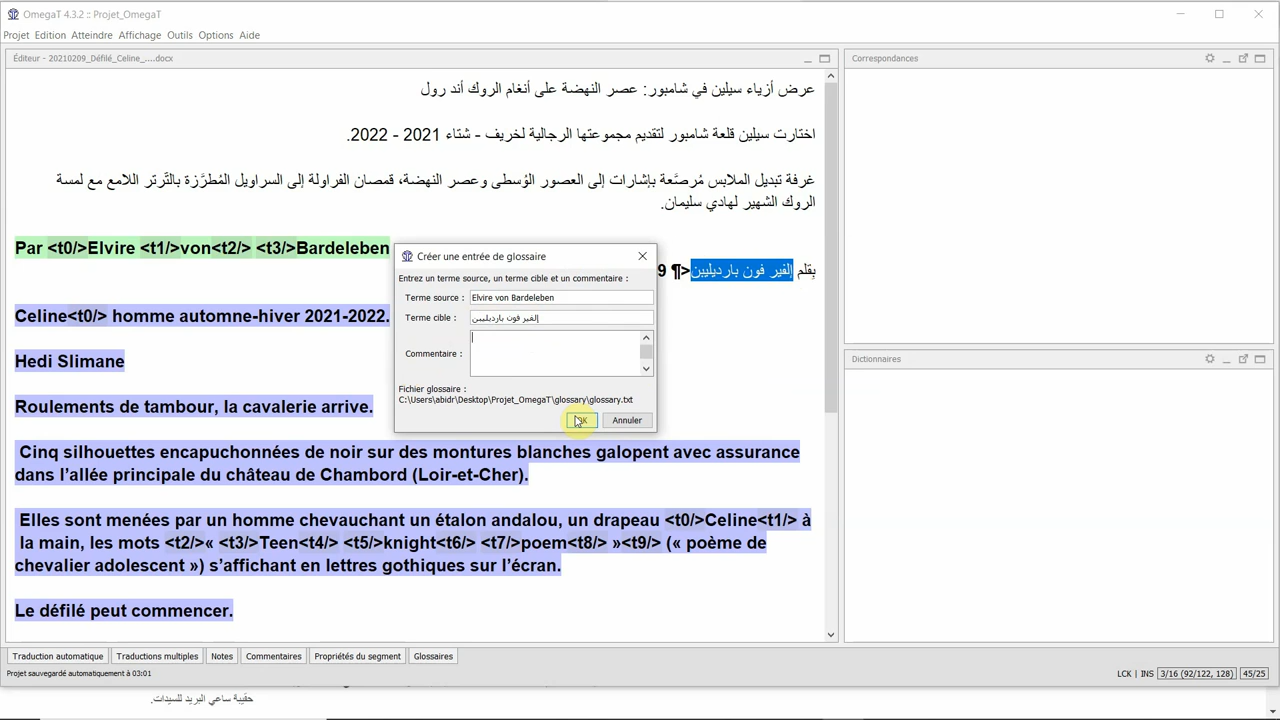 OmegaT 4.3.2 :: Projet_OmegaT
Projet Edition Atteindre Affichage Outils Options Aide
Éditeur - 20210209_Défilé_Celine_....docx
Correspondances
عرض أزياء سيلين في شامبور: عصر النهضة على أنغام الروك أند رول
اختارت سيلين قلعة شامبور لتقديم مجموعتها الرجالية لخريف - شتاء 2021 - 2022.
غرفة تبديل الملابس مُرصَّعة بإشارات إلى العصور الوُسطى وعصر النهضة، قمصان الفراولة إلى السراويل المُطرَّزة بالتّرتر اللامع مع لمسة
الروك الشهير لهادي سليمان.
Par <t0/>Elvire <t1/>von<t2/> <t3/>Bardeleben
Créer une entrée de glossaire
بِقلم إلفير فون بارديليبن<¶ 9
Entrez un terme source, un terme cible et un commentaire :
Terme source : Elvire von Bardeleben
Terme cible : إلفير فون بارديليبن
Commentaire :
Fichier glossaire :
C:\Users\abidr\Desktop\Projet_OmegaT\glossary\glossary.txt
OK Annuler
Celine<t0/> homme automne-hiver 2021-2022.
Hedi Slimane
Dictionnaires
Roulements de tambour, la cavalerie arrive.
Cinq silhouettes encapuchonnées de noir sur des montures blanches galopent avec assurance
dans l’allée principale du château de Chambord (Loir-et-Cher).
Elles sont menées par un homme chevauchant un étalon andalou, un drapeau <t0/>Celine<t1/> à
la main, les mots <t2/>« <t3/>Teen<t4/> <t5/>knight<t6/> <t7/>poem<t8/> »<t9/> (« poème de
chevalier adolescent ») s’affichant en lettres gothiques sur l’écran.
Le défilé peut commencer.
Traduction automatique Traductions multiples Notes Commentaires Propriétés du segment Glossaires
Projet sauvegardé automatiquement à 03:01
LCK | INS 3/16 (92/122, 128) 45/25
حقيبة ساعي البريد للسيدات.